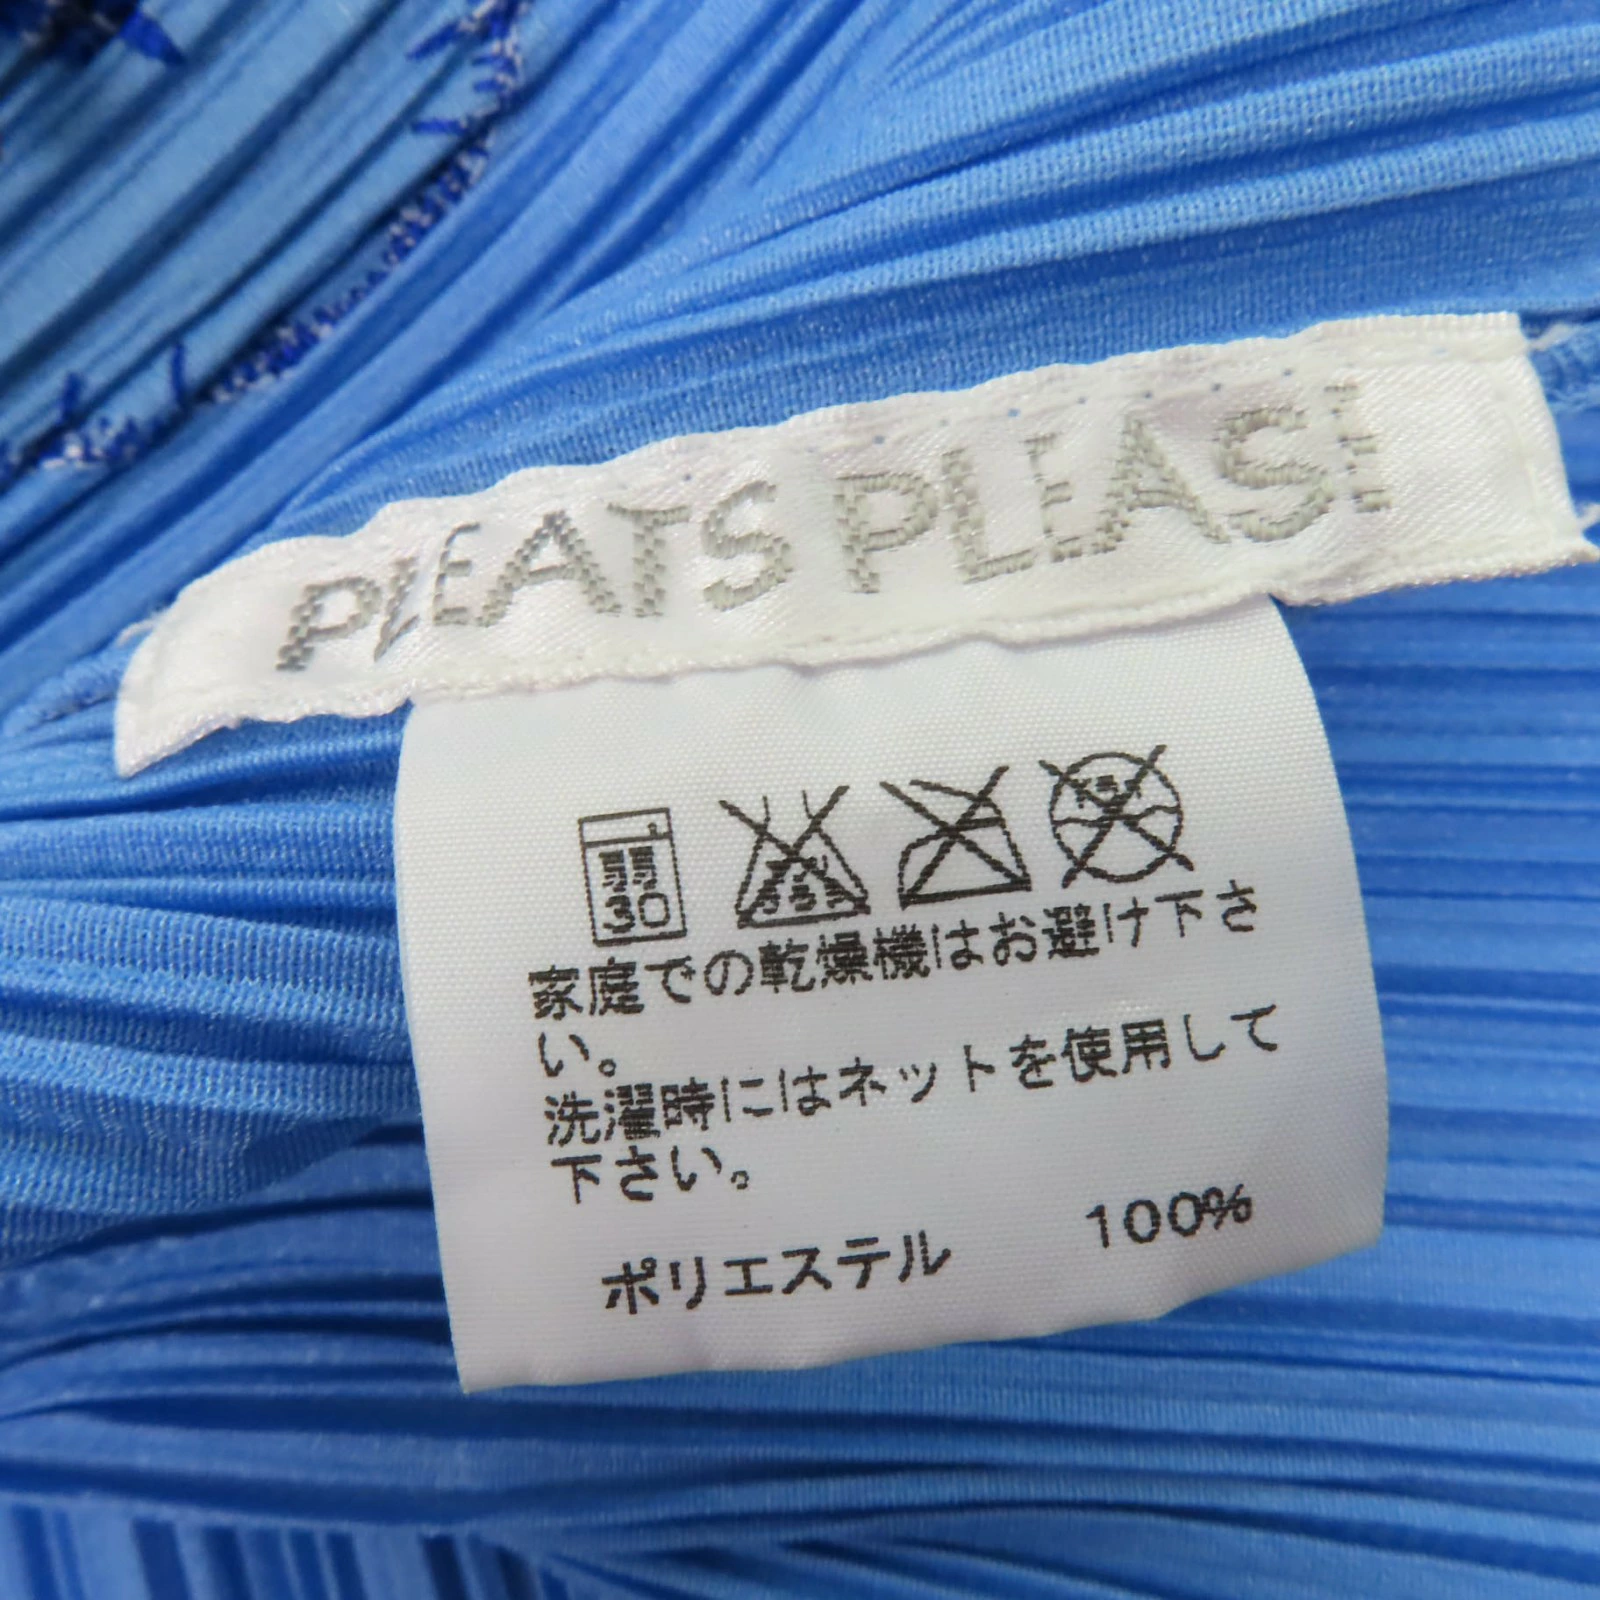 PLEATS PLEASE
弱
30
家庭での乾燥機はお避け下さ
い。
洗濯時にはネットを使用して
下さい。
ポリエステル 100%